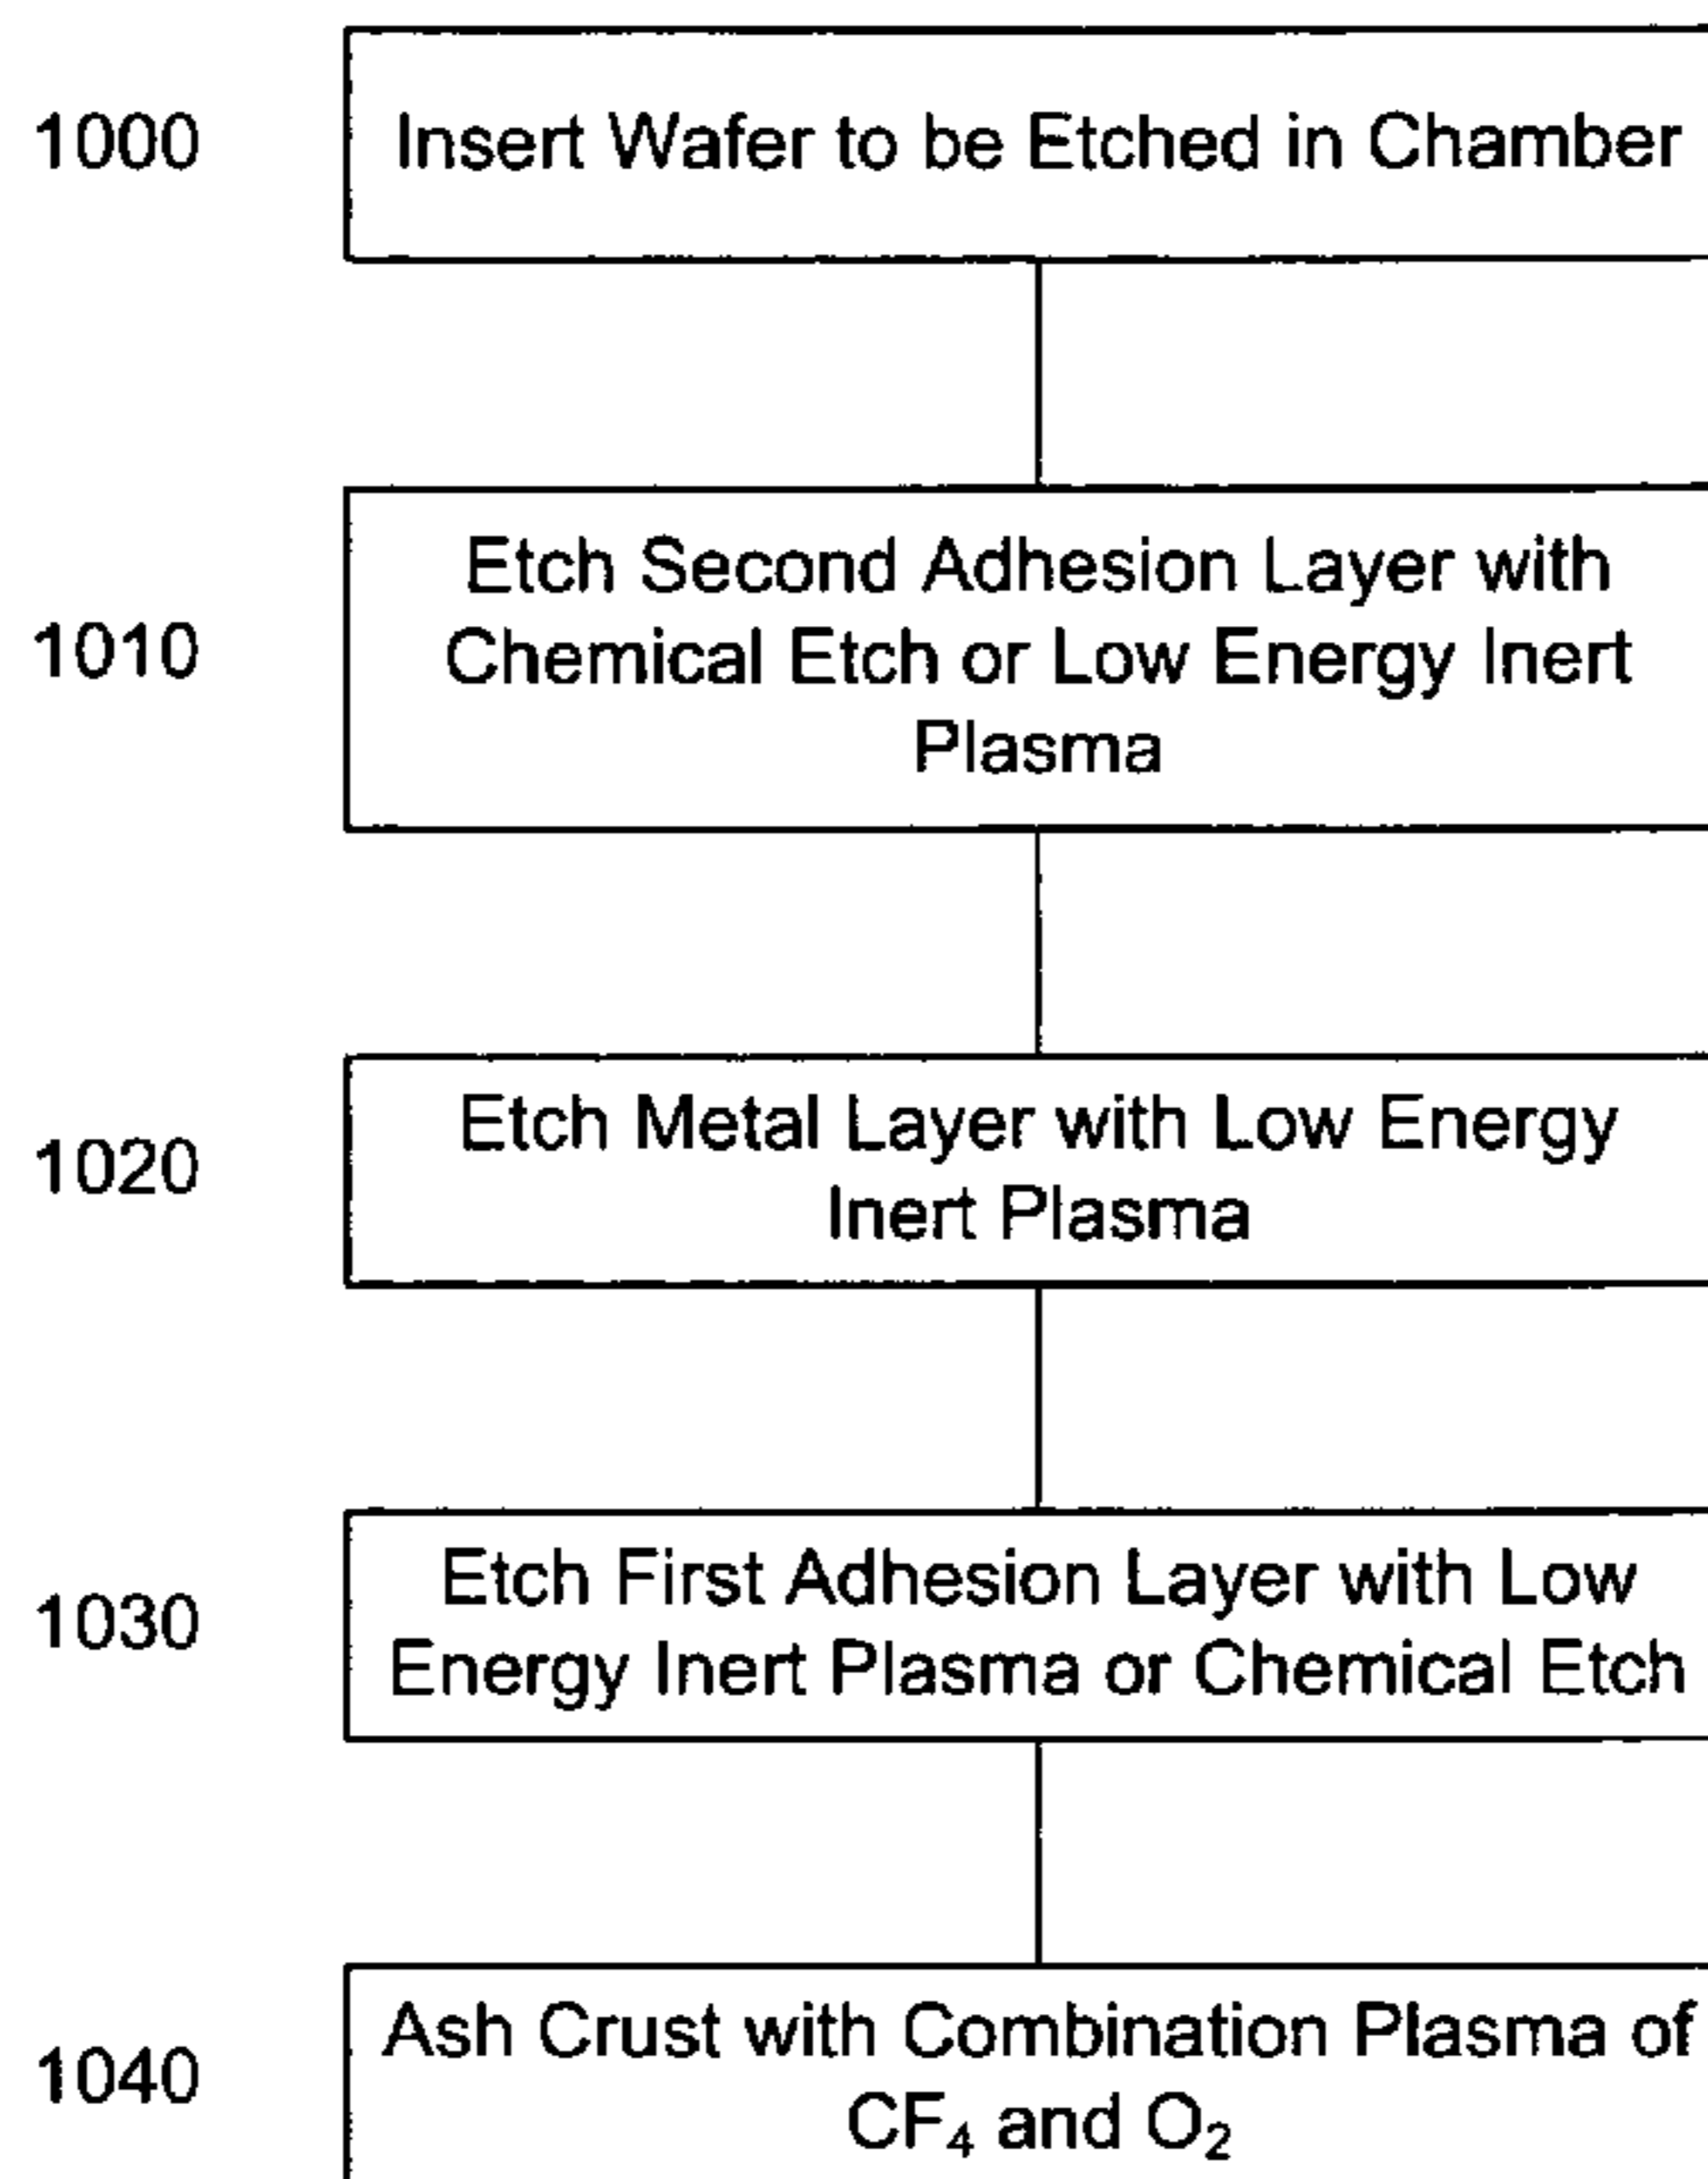 1000
Insert Wafer to be Etched in Chamber
1010
Etch Second Adhesion Layer with
Chemical Etch or Low Energy Inert
Plasma
1020
Etch Metal Layer with Low Energy
Inert Plasma
1030
Etch First Adhesion Layer with Low
Energy Inert Plasma or Chemical Etch
1040
Ash Crust with Combination Plasma of
CF₄ and O₂